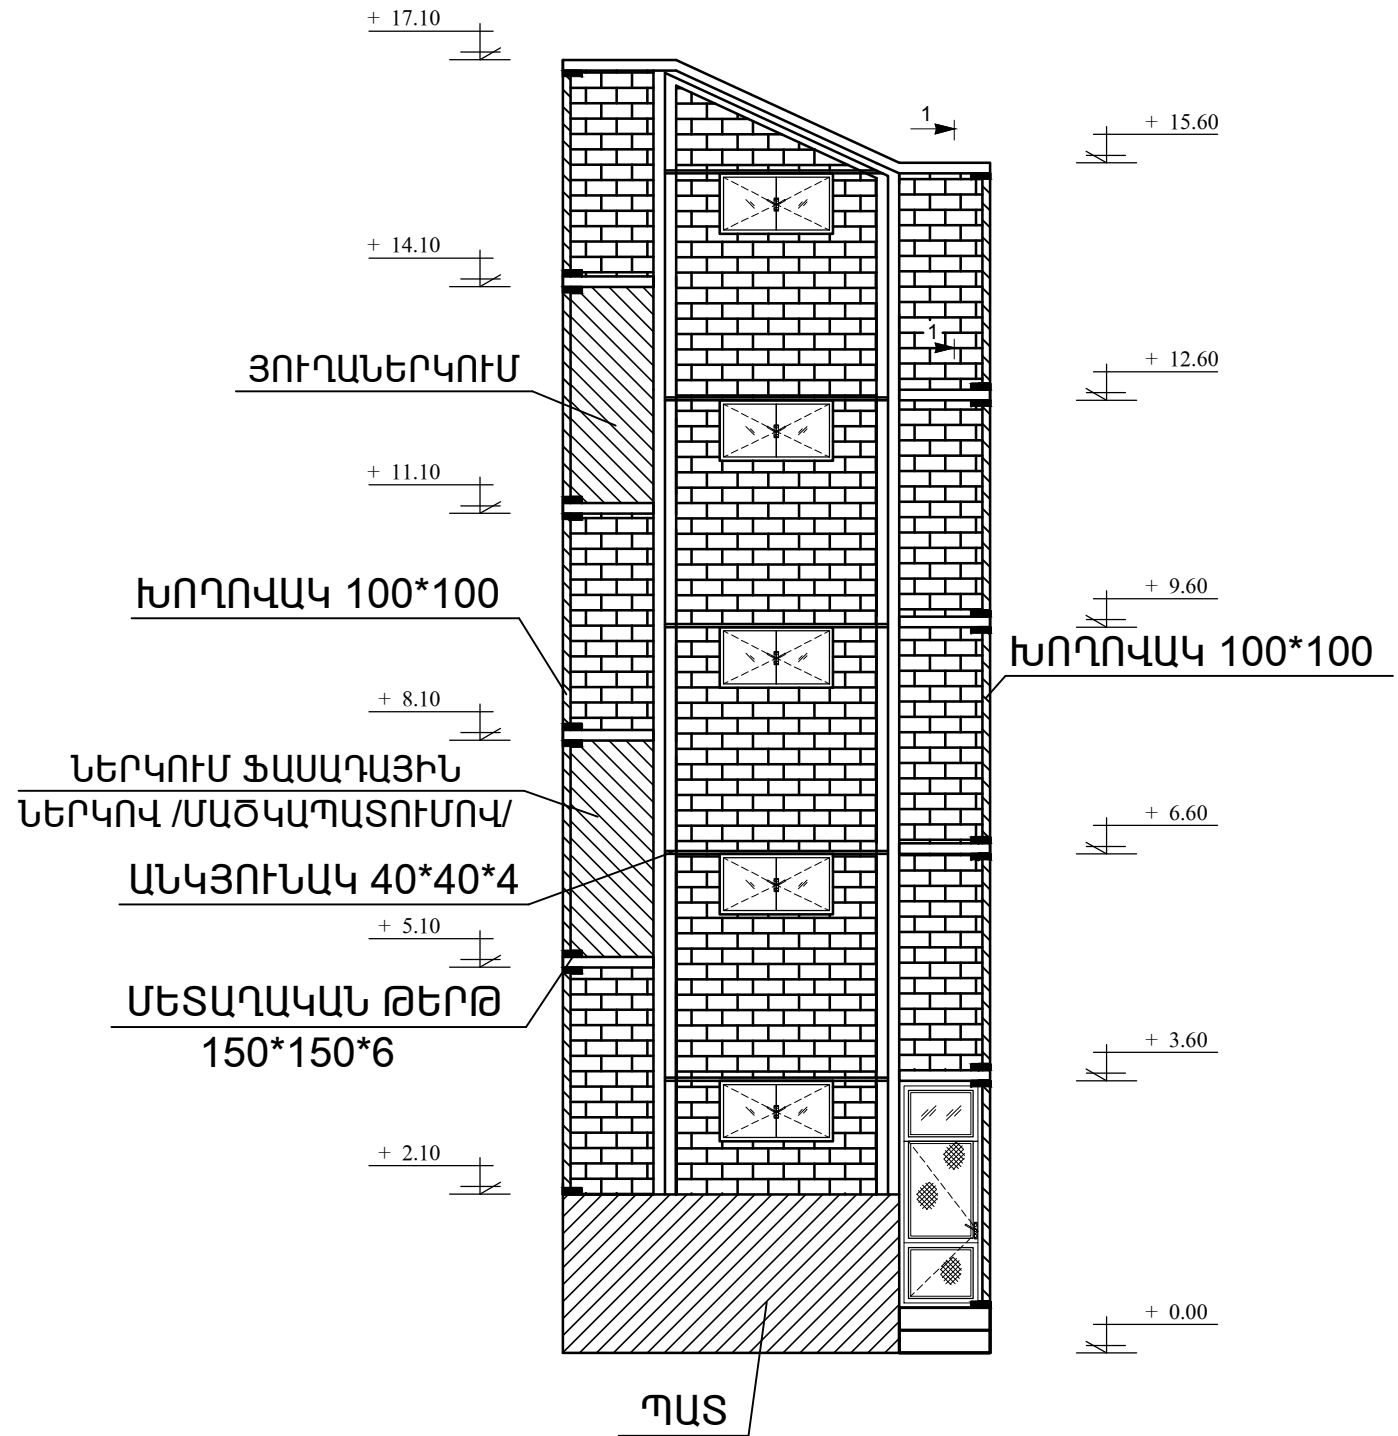 + 17.10
1
+ 15.60
+ 14.10
1
ՅՈՒՂԱՆԵՐԿՈՒՄ
+ 12.60
+ 11.10
ԽՈՂՈՎԱԿ 100*100
+ 9.60
ԽՈՂՈՎԱԿ 100*100
+ 8.10
ՆԵՐԿՈՒՄ ՖԱՍԱԴԱՅԻՆ
ՆԵՐԿՈՎ /ՄԱԾԿԱՊԱՏՈՒՄՈՎ/
+ 6.60
ԱՆԿՅՈՒՆԱԿ 40*40*4
+ 5.10
ՄԵՏԱՂԱԿԱՆ ԹԵՐԹ
150*150*6
+ 3.60
+ 2.10
+ 0.00
ՊԱՏ